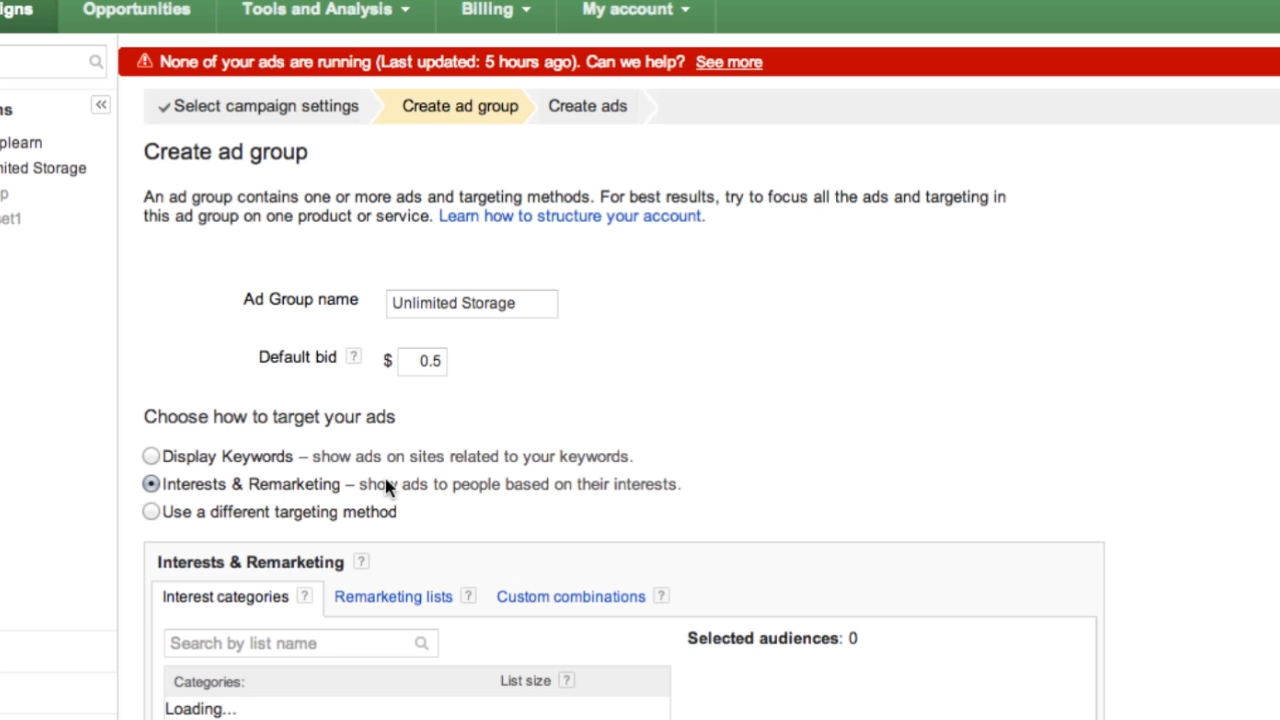 igns Opportunities Tools and Analysis Billing My account
None of your ads are running (Last updated: 5 hours ago). Can we help? See more
Select campaign settings Create ad group Create ads
ns
plearn
nited Storage
p
set1
Create ad group
An ad group contains one or more ads and targeting methods. For best results, try to focus all the ads and targeting in
this ad group on one product or service. Learn how to structure your account.
Ad Group name Unlimited Storage
Default bid ? $ 0.5
Choose how to target your ads
Display Keywords – show ads on sites related to your keywords.
Interests & Remarketing – show ads to people based on their interests.
Use a different targeting method
Interests & Remarketing ?
Interest categories ? Remarketing lists ? Custom combinations ?
Search by list name
Selected audiences: 0
Categories: List size ?
Loading...